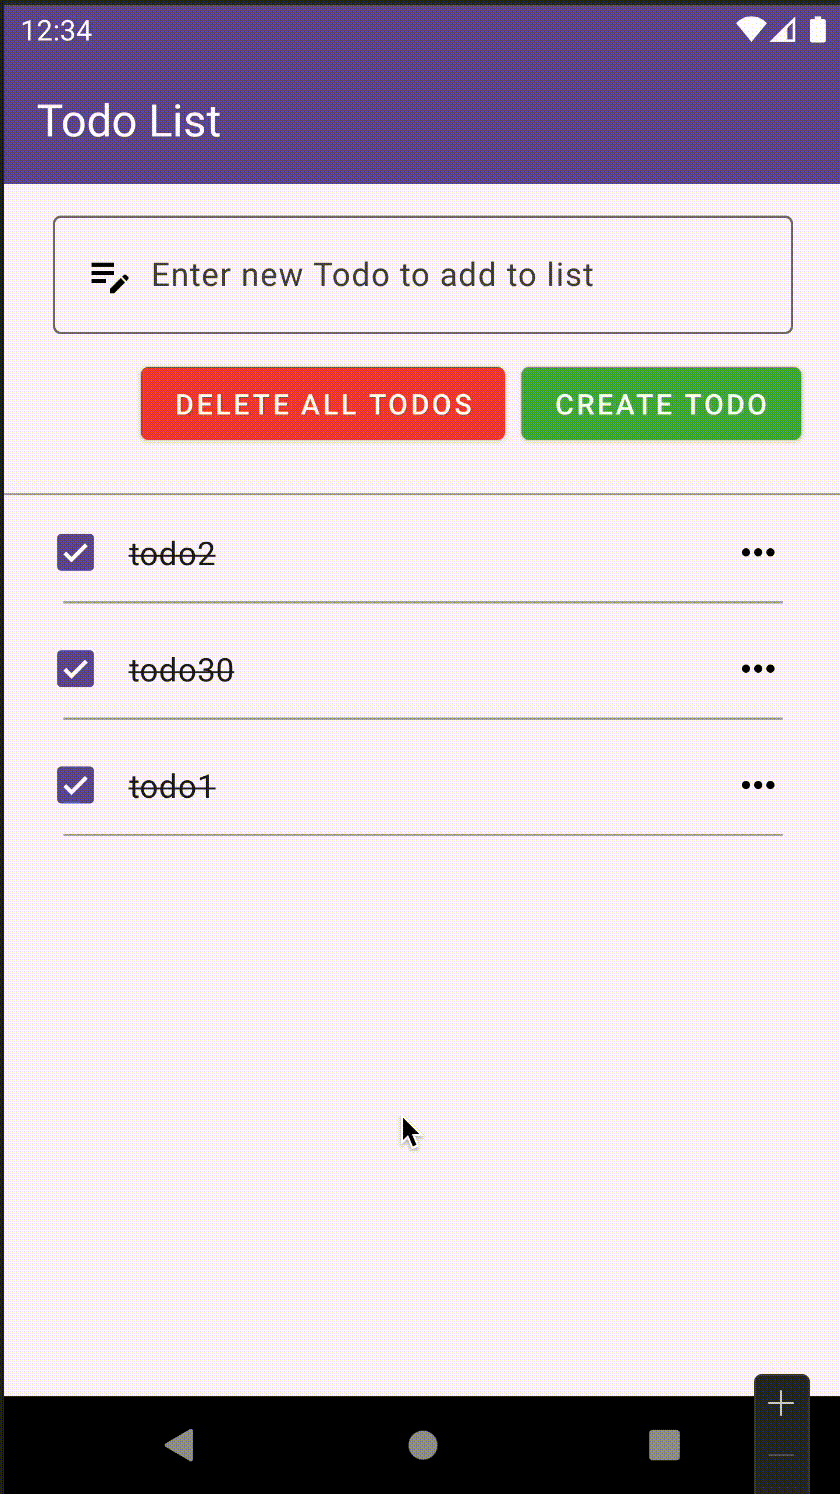 12:34
Todo List
Enter new Todo to add to list
DELETE ALL TODOS CREATE TODO
todo2
todo30
todo1